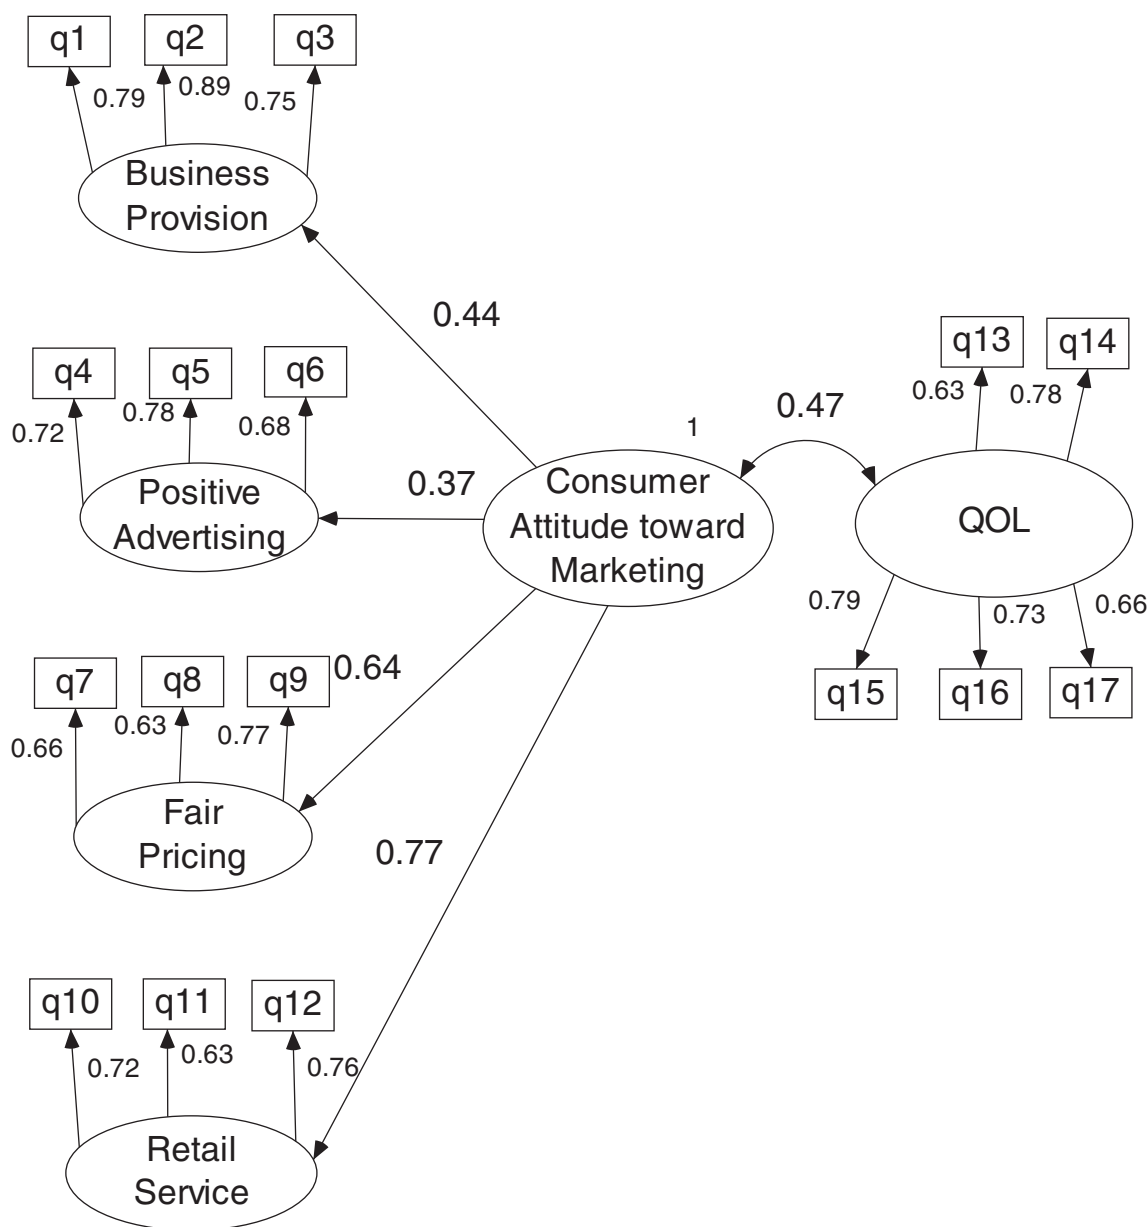 q1 q2 q3
0.79 0.89 0.75
Business
Provision
0.44
q4 q5 q6
0.72 0.78 0.68
Positive
Advertising
0.37
1
Consumer
Attitude toward
Marketing
0.47
q13 q14
0.63 0.78
QOL
0.79 0.73 0.66
q15 q16 q17
q7 q8 q9
0.66 0.63 0.77
0.64
Fair
Pricing
0.77
q10 q11 q12
0.72 0.63 0.76
Retail
Service